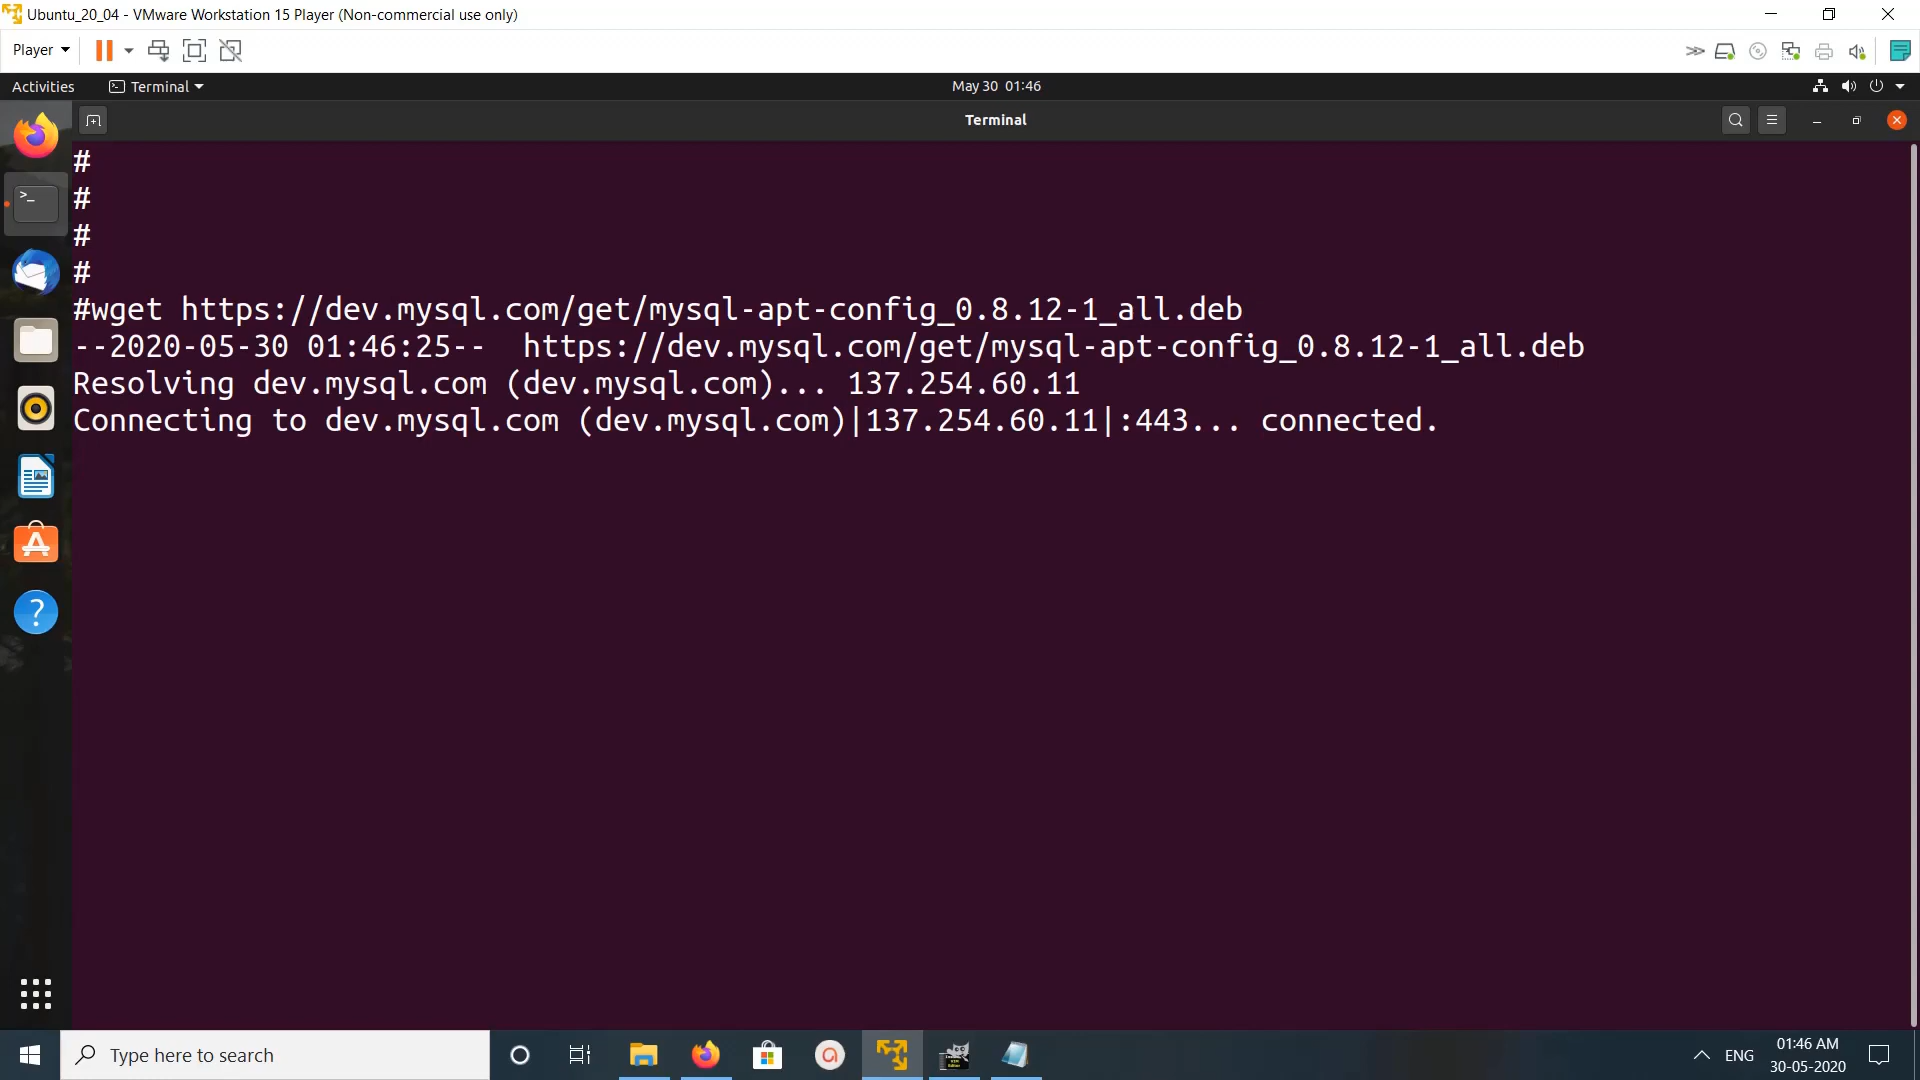 Ubuntu_20_04 - VMware Workstation 15 Player (Non-commercial use only)
Player
Activities
Terminal
May 30 01:46
Terminal
#
#
#
#
#wget https://dev.mysql.com/get/mysql-apt-config_0.8.12-1_all.deb
--2020-05-30 01:46:25--  https://dev.mysql.com/get/mysql-apt-config_0.8.12-1_all.deb
Resolving dev.mysql.com (dev.mysql.com)... 137.254.60.11
Connecting to dev.mysql.com (dev.mysql.com)|137.254.60.11|:443... connected.
Type here to search
ENG
01:46 AM
30-05-2020